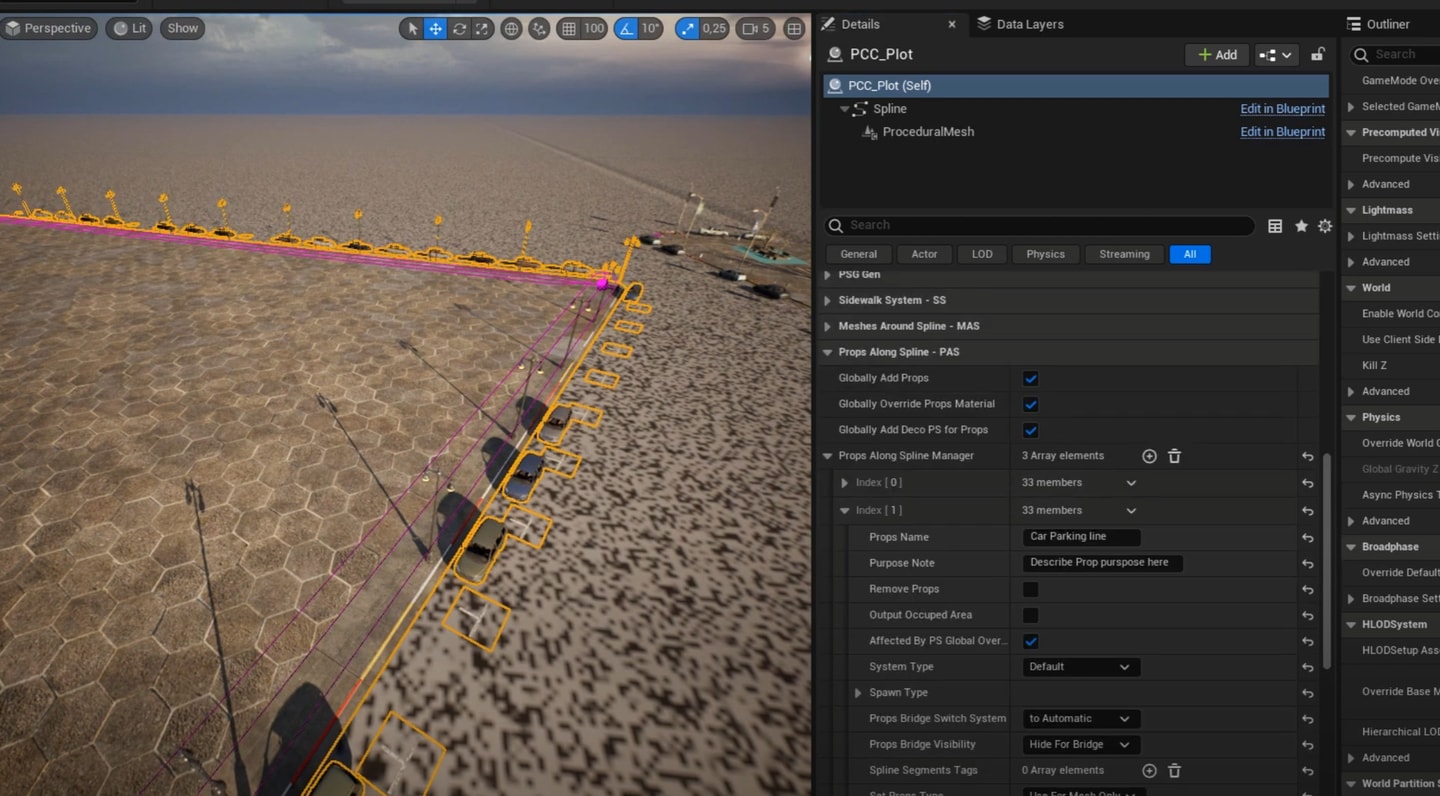 Perspective Lit Show 100 10° 0,25 5
Details Data Layers Outliner
PCC_Plot Add Search
PCC_Plot (Self) GameMode Ove
Spline Edit in Blueprint Selected GameM
ProceduralMesh Edit in Blueprint Precomputed Vi
Precompute Vis
Advanced
Lightmass
Search Lightmass Setti
General Actor LOD Physics Streaming All Advanced
PSG Gen
Sidewalk System - SS World
Meshes Around Spline - MAS Enable World Co
Props Along Spline - PAS Use Client Side
Globally Add Props Kill Z
Globally Override Props Material Advanced
Globally Add Deco PS for Props Physics
Props Along Spline Manager 3 Array elements Override World G
Index [ 0 ] 33 members Global Gravity Z
Index [ 1 ] 33 members Async Physics T
Props Name Car Parking line Advanced
Purpose Note Describe Prop purspose here Broadphase
Remove Props Override Default
Output Occuped Area Broadphase Sett
Affected By PS Global Over... HLODSystem
System Type Default HLODSetup Ass
Spawn Type Override Base M
Props Bridge Switch System to Automatic
Props Bridge Visibility Hide For Bridge Hierarchical LOD
Spline Segments Tags 0 Array elements Advanced
Set Props Type Use For Mesh Only World Partition S